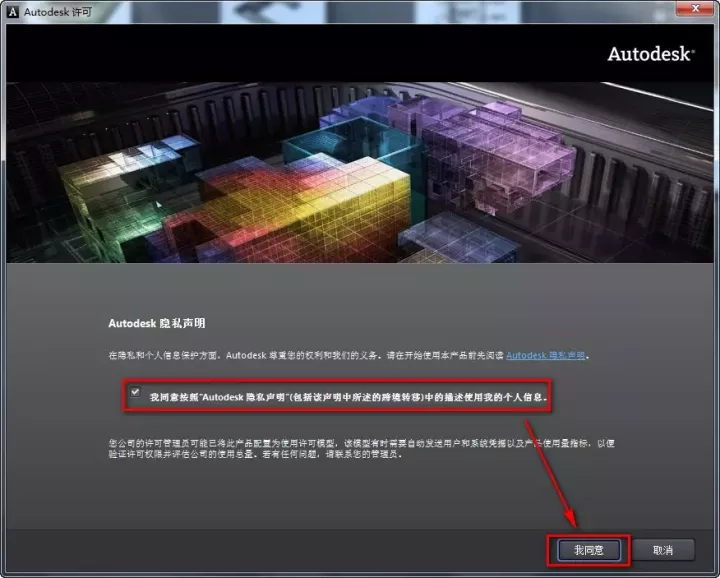 Autodesk 许可
Autodesk
Autodesk 隐私声明
在隐私和个人信息保护方面，Autodesk 尊重您的权利和我们的义务。请在开始使用本产品前先阅读 Autodesk 隐私声明。
我同意按照"Autodesk 隐私声明"(包括该声明中所述的跨境转移)中的描述使用我的个人信息。
您公司的许可管理员可能已将此产品配置为使用许可模型，该模型有时需要自动发送用户和系统凭据以及产品使用量指标，以便
验证许可权限并评估公司的使用总量。若有任何问题，请联系您的管理员。
我同意
取消